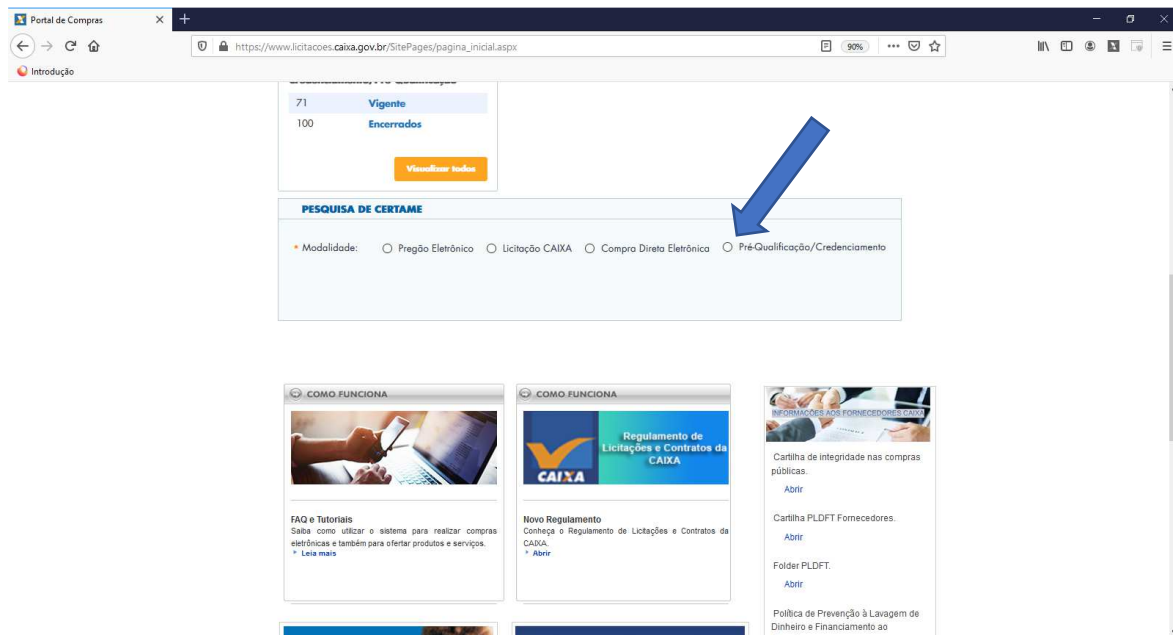 Portal de Compras
https://www.licitacoes.caixa.gov.br/SitePages/pagina_inicial.aspx
90%
Introdução
Credenciamento, Pré-Qualificação
71 Vigente
100 Encerrados
Visualizar todos
PESQUISA DE CERTAME
* Modalidade: Pregão Eletrônico Licitação CAIXA Compra Direta Eletrônica Pré-Qualificação/Credenciamento
COMO FUNCIONA
FAQ e Tutoriais
Saiba como utilizar o sistema para realizar compras
eletrônicas e também para ofertar produtos e serviços.
Leia mais
COMO FUNCIONA
Regulamento de
Licitações e Contratos da
CAIXA
CAIXA
Novo Regulamento
Conheça o Regulamento de Licitações e Contratos da
CAIXA.
Abrir
INFORMAÇÕES AOS FORNECEDORES CAIXA
Cartilha de integridade nas compras
públicas.
Abrir
Cartilha PLDFT Fornecedores.
Abrir
Folder PLDFT.
Abrir
Política de Prevenção à Lavagem de
Dinheiro e Financiamento ao